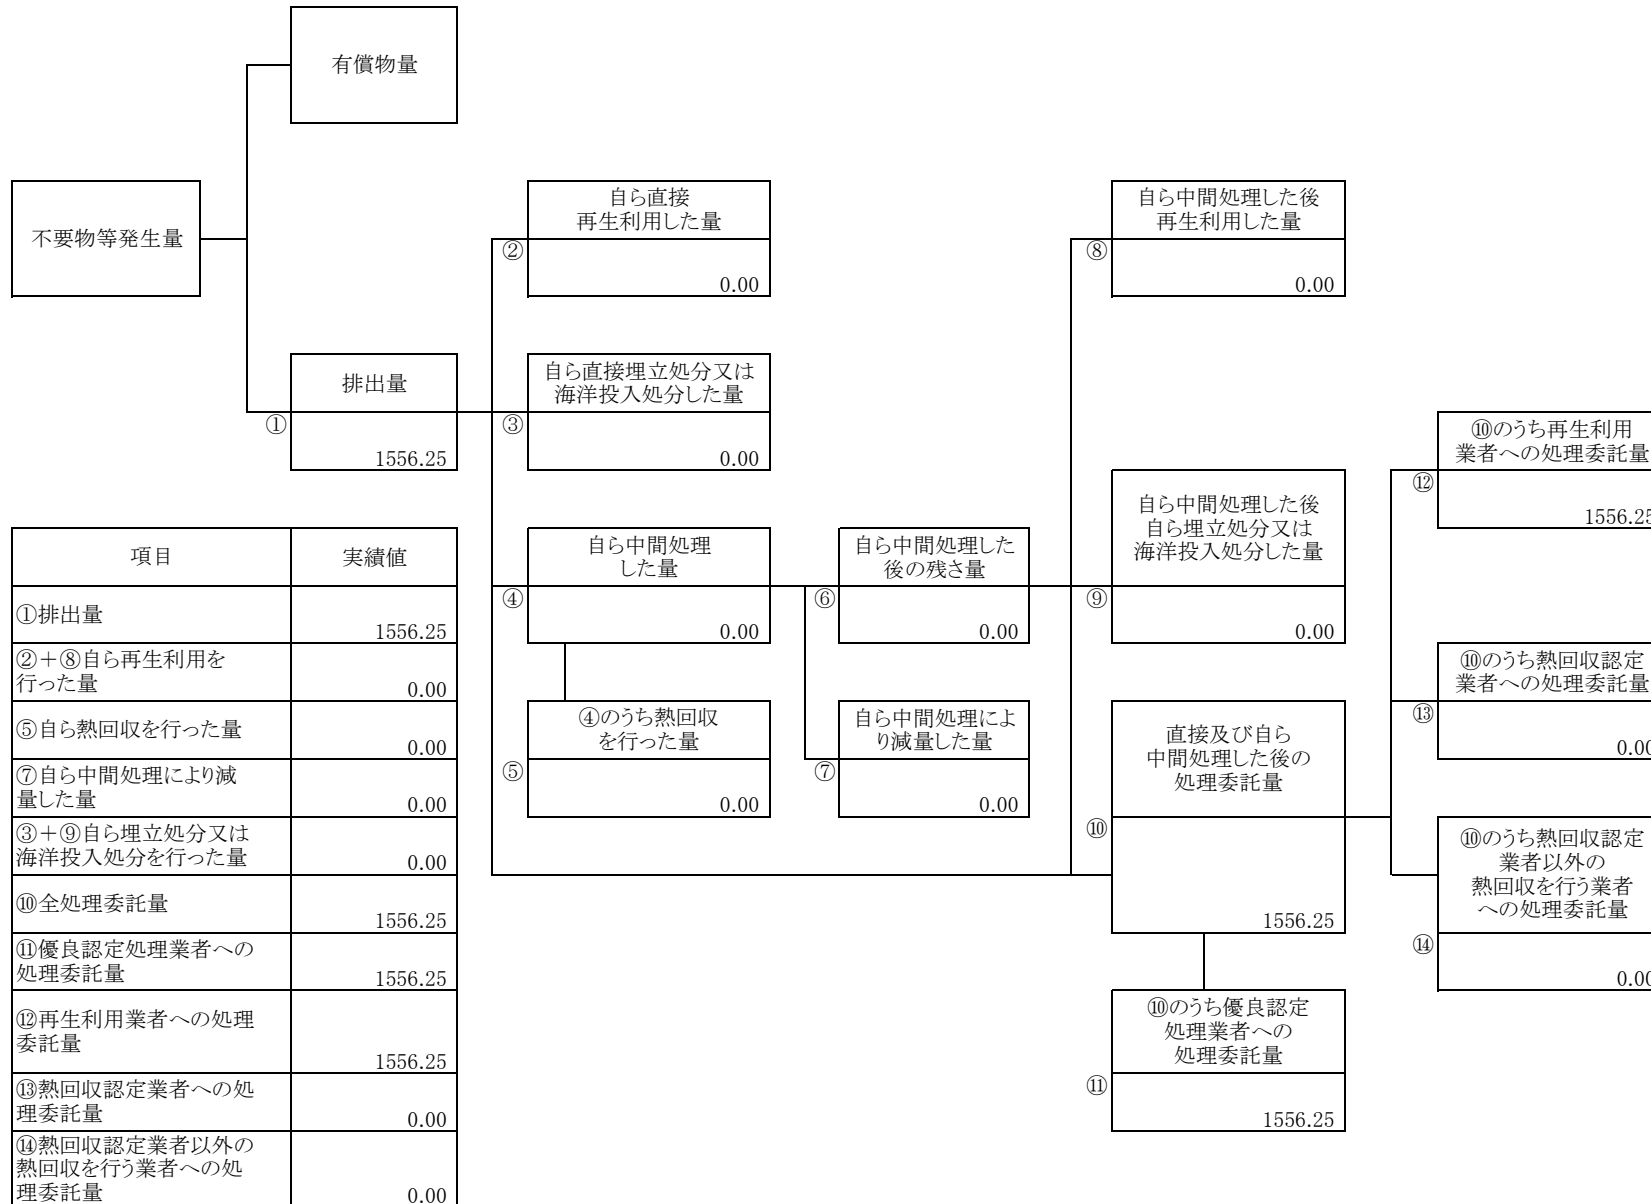 有償物量
不要物等発生量
排出量
①
1556.25
自ら直接
再生利用した量
②
0.00
自ら直接埋立処分又は
海洋投入処分した量
③
0.00
自ら中間処理
した量
④
0.00
④のうち熱回収
を行った量
⑤
0.00
自ら中間処理した
後の残さ量
⑥
0.00
自ら中間処理によ
り減量した量
⑦
0.00
自ら中間処理した後
再生利用した量
⑧
0.00
自ら中間処理した後
自ら埋立処分又は
海洋投入処分した量
⑨
0.00
直接及び自ら
中間処理した後の
処理委託量
⑩
1556.25
⑩のうち優良認定
処理業者への
処理委託量
⑪
1556.25
⑩のうち再生利用
業者への処理委託量
⑫
1556.25
⑩のうち熱回収認定
業者への処理委託量
⑬
0.00
⑩のうち熱回収認定
業者以外の
熱回収を行う業者
への処理委託量
⑭
0.00
項目 実績値
①排出量
1556.25
②＋⑧自ら再生利用を
行った量 0.00
⑤自ら熱回収を行った量
0.00
⑦自ら中間処理により減
量した量 0.00
③＋⑨自ら埋立処分又は
海洋投入処分を行った量 0.00
⑩全処理委託量
1556.25
⑪優良認定処理業者への
処理委託量 1556.25
⑫再生利用業者への処理
委託量
1556.25
⑬熱回収認定業者への処
理委託量 0.00
⑭熱回収認定業者以外の
熱回収を行う業者への処
理委託量 0.00